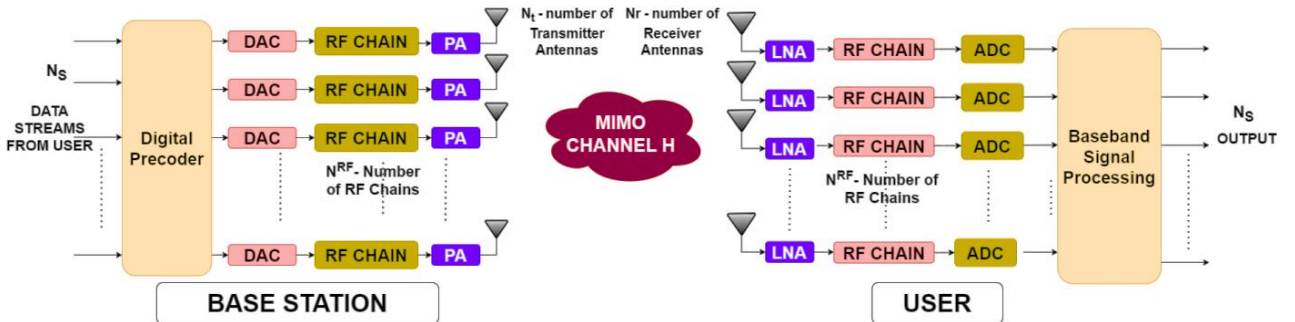 N_t - number of
Transmitter
Antennas
Nr - number of
Receiver
Antennas
DAC
RF CHAIN
PA
N_S
DAC
RF CHAIN
PA
DATA
STREAMS
FROM USER
Digital
Precoder
DAC
RF CHAIN
PA
N^RF- Number
of RF Chains
DAC
RF CHAIN
PA
BASE STATION
MIMO
CHANNEL H
LNA
RF CHAIN
ADC
LNA
RF CHAIN
ADC
LNA
RF CHAIN
ADC
N^RF- Number of
RF Chains
LNA
RF CHAIN
ADC
Baseband
Signal
Processing
N_S
OUTPUT
USER